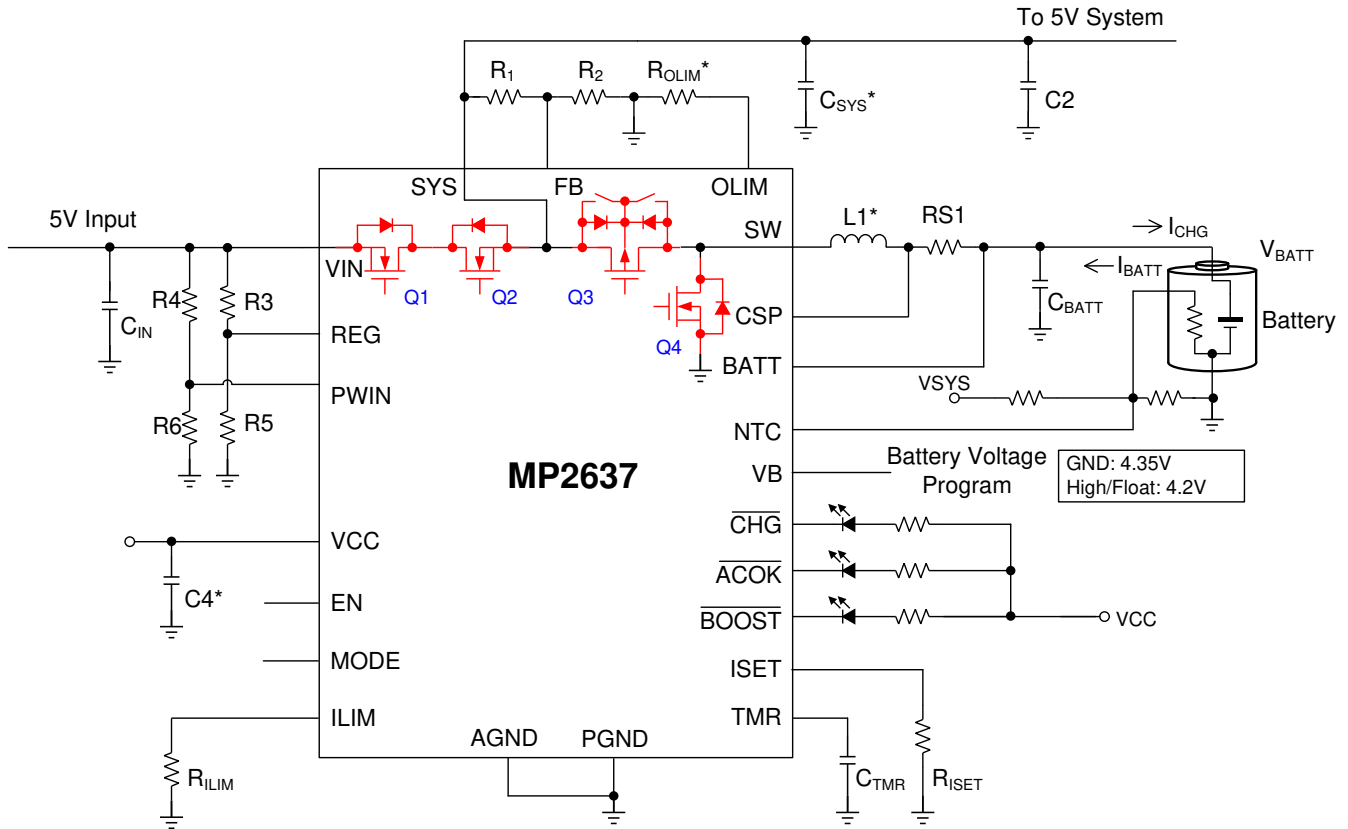 To 5V System
R1
R2
ROLIM*
CSYS*
C2
SYS
FB
OLIM
5V Input
VIN
Q1
Q2
Q3
Q4
SW
L1*
RS1
ICHG
IBATT
VBATT
CBATT
Battery
CIN
R4
R3
REG
PWIN
R6
R5
CSP
BATT
VSYS
NTC
VB
Battery Voltage
Program
GND: 4.35V
High/Float: 4.2V
MP2637
CHG
ACOK
BOOST
VCC
VCC
C4*
EN
MODE
ILIM
RILIM
AGND
PGND
ISET
TMR
CTMR
RISET